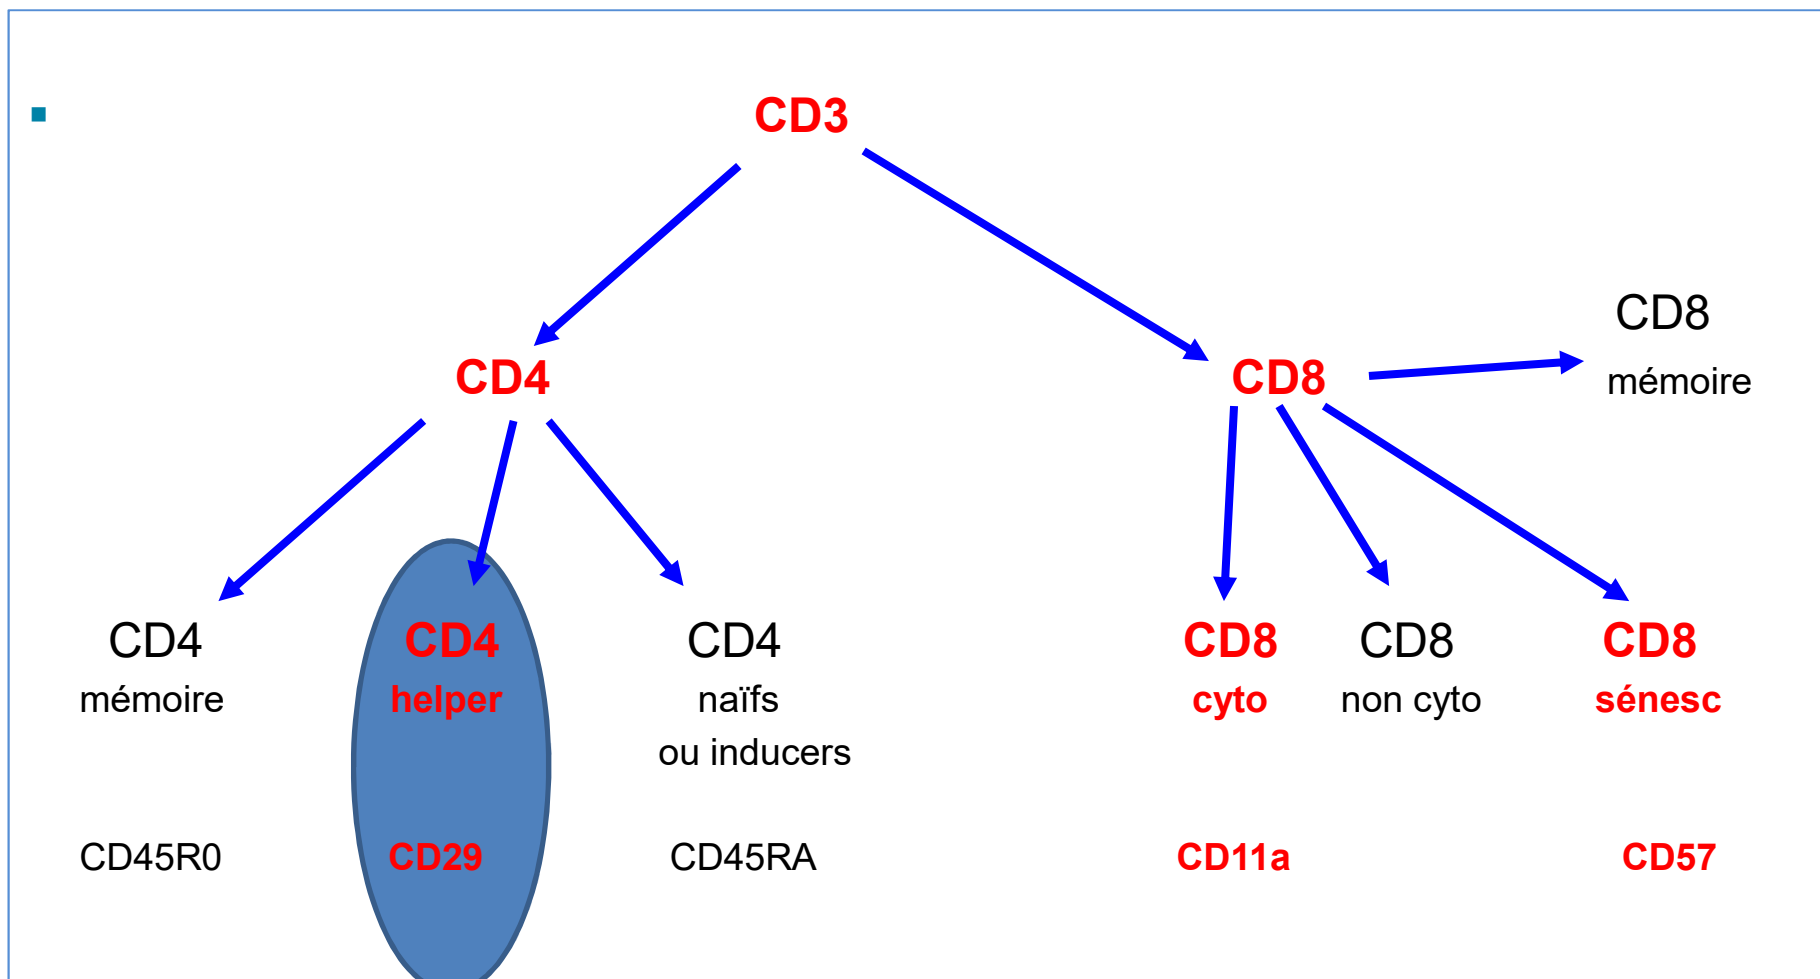 CD3
CD8
mémoire
CD4
CD8
CD4
mémoire
CD4
helper
CD4
naïfs
ou inducers
CD8
cyto
CD8
non cyto
CD8
sénesc
CD45R0
CD29
CD45RA
CD11a
CD57